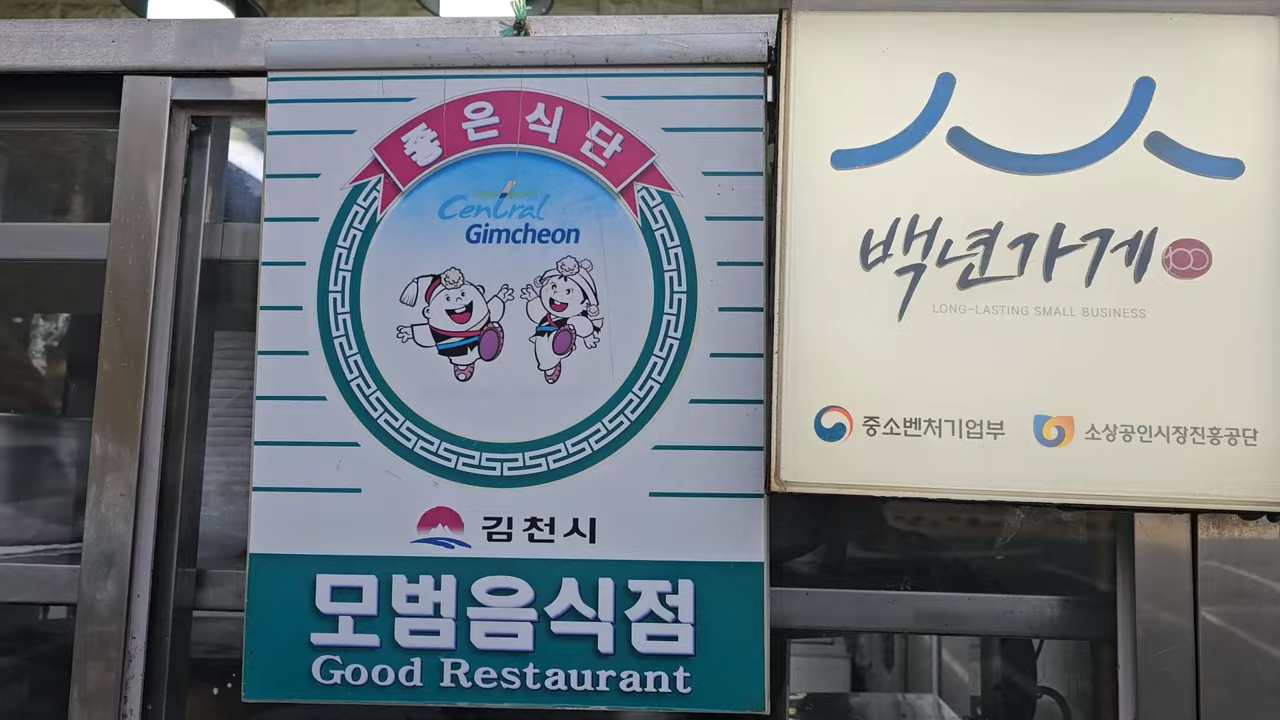 좋은식단
Central
Gimcheon
김천시
모범음식점
Good Restaurant
백년가게
100
LONG-LASTING SMALL BUSINESS
중소벤처기업부
소상공인시장진흥공단